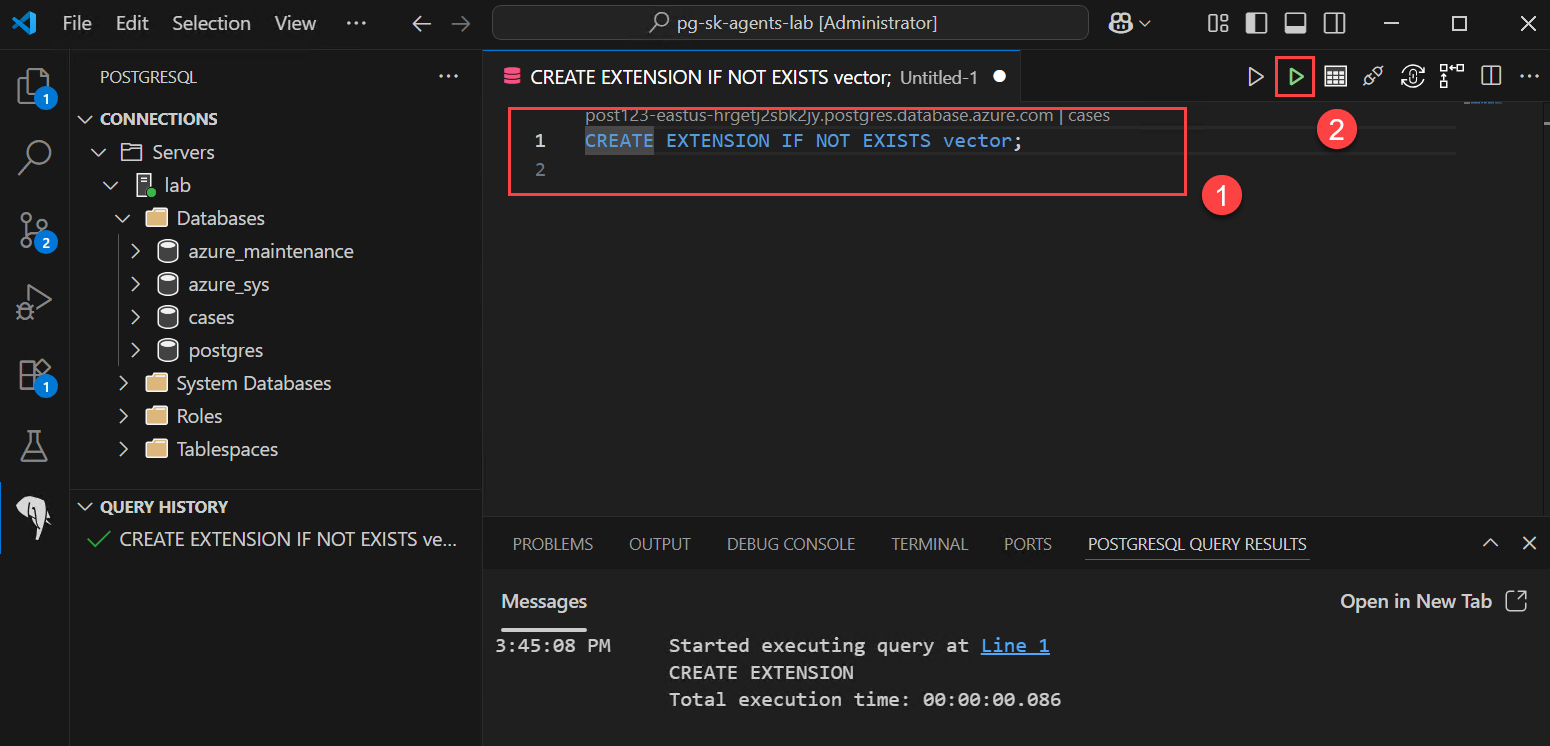 File Edit Selection View ···
pg-sk-agents-lab [Administrator]
1
2
1
POSTGRESQL
CONNECTIONS
Servers
lab
Databases
azure_maintenance
azure_sys
cases
postgres
System Databases
Roles
Tablespaces
QUERY HISTORY
CREATE EXTENSION IF NOT EXISTS ve...
CREATE EXTENSION IF NOT EXISTS vector; Untitled-1
post123-eastus-hrgetj2sbk2jy.postgres.database.azure.com | cases
1 CREATE EXTENSION IF NOT EXISTS vector;
2
1
2
PROBLEMS OUTPUT DEBUG CONSOLE TERMINAL PORTS POSTGRESQL QUERY RESULTS
Messages
Open in New Tab
3:45:08 PM Started executing query at Line 1
CREATE EXTENSION
Total execution time: 00:00:00.086